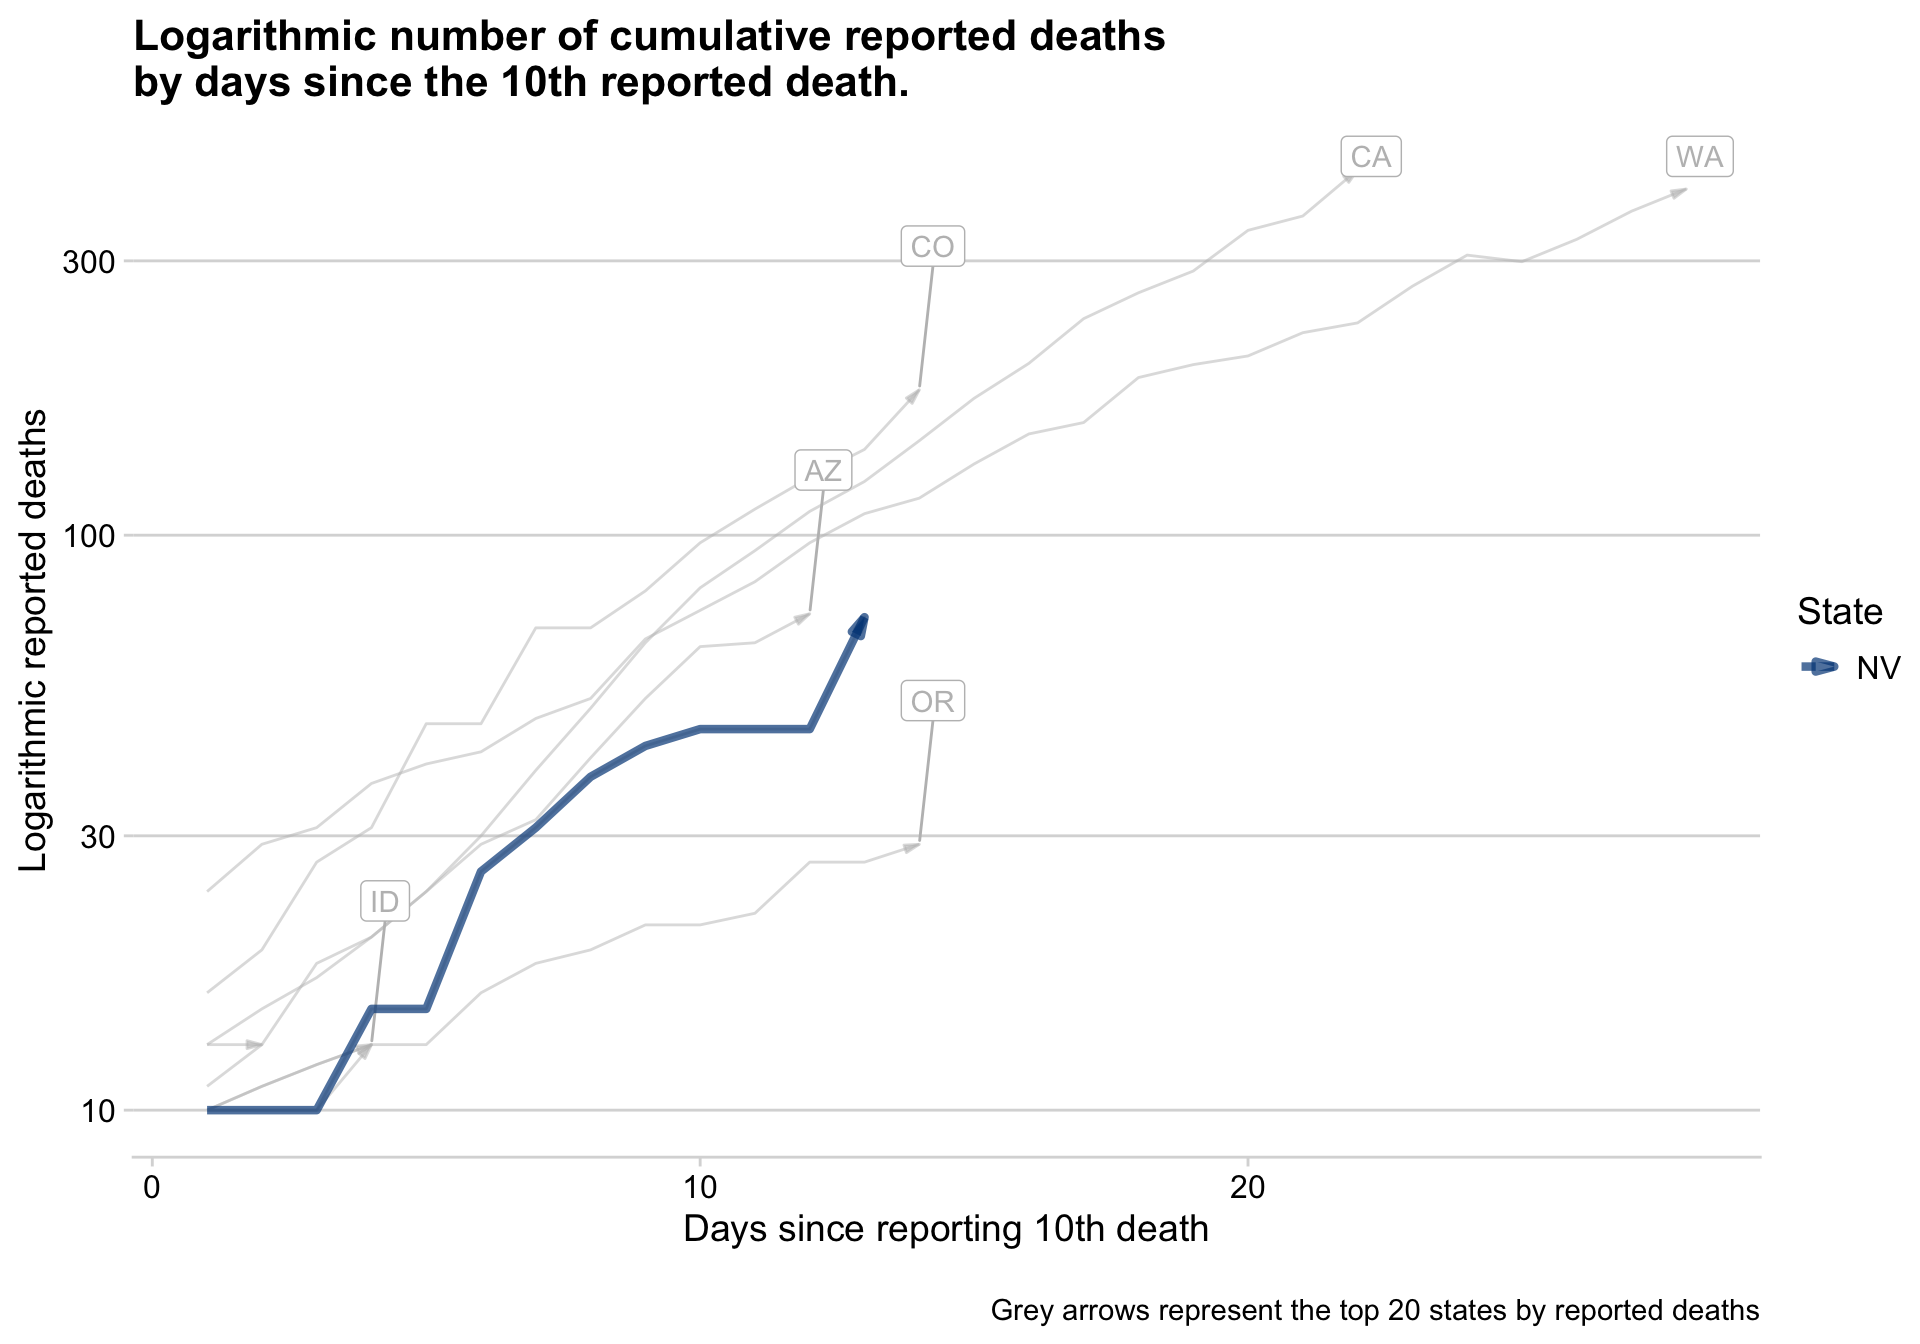 Logarithmic number of cumulative reported deaths
by days since the 10th reported death.
CA
WA
CO
300
AZ
100
Logarithmic reported deaths
State
NV
OR
30
ID
10
0
10
20
Days since reporting 10th death
Grey arrows represent the top 20 states by reported deaths